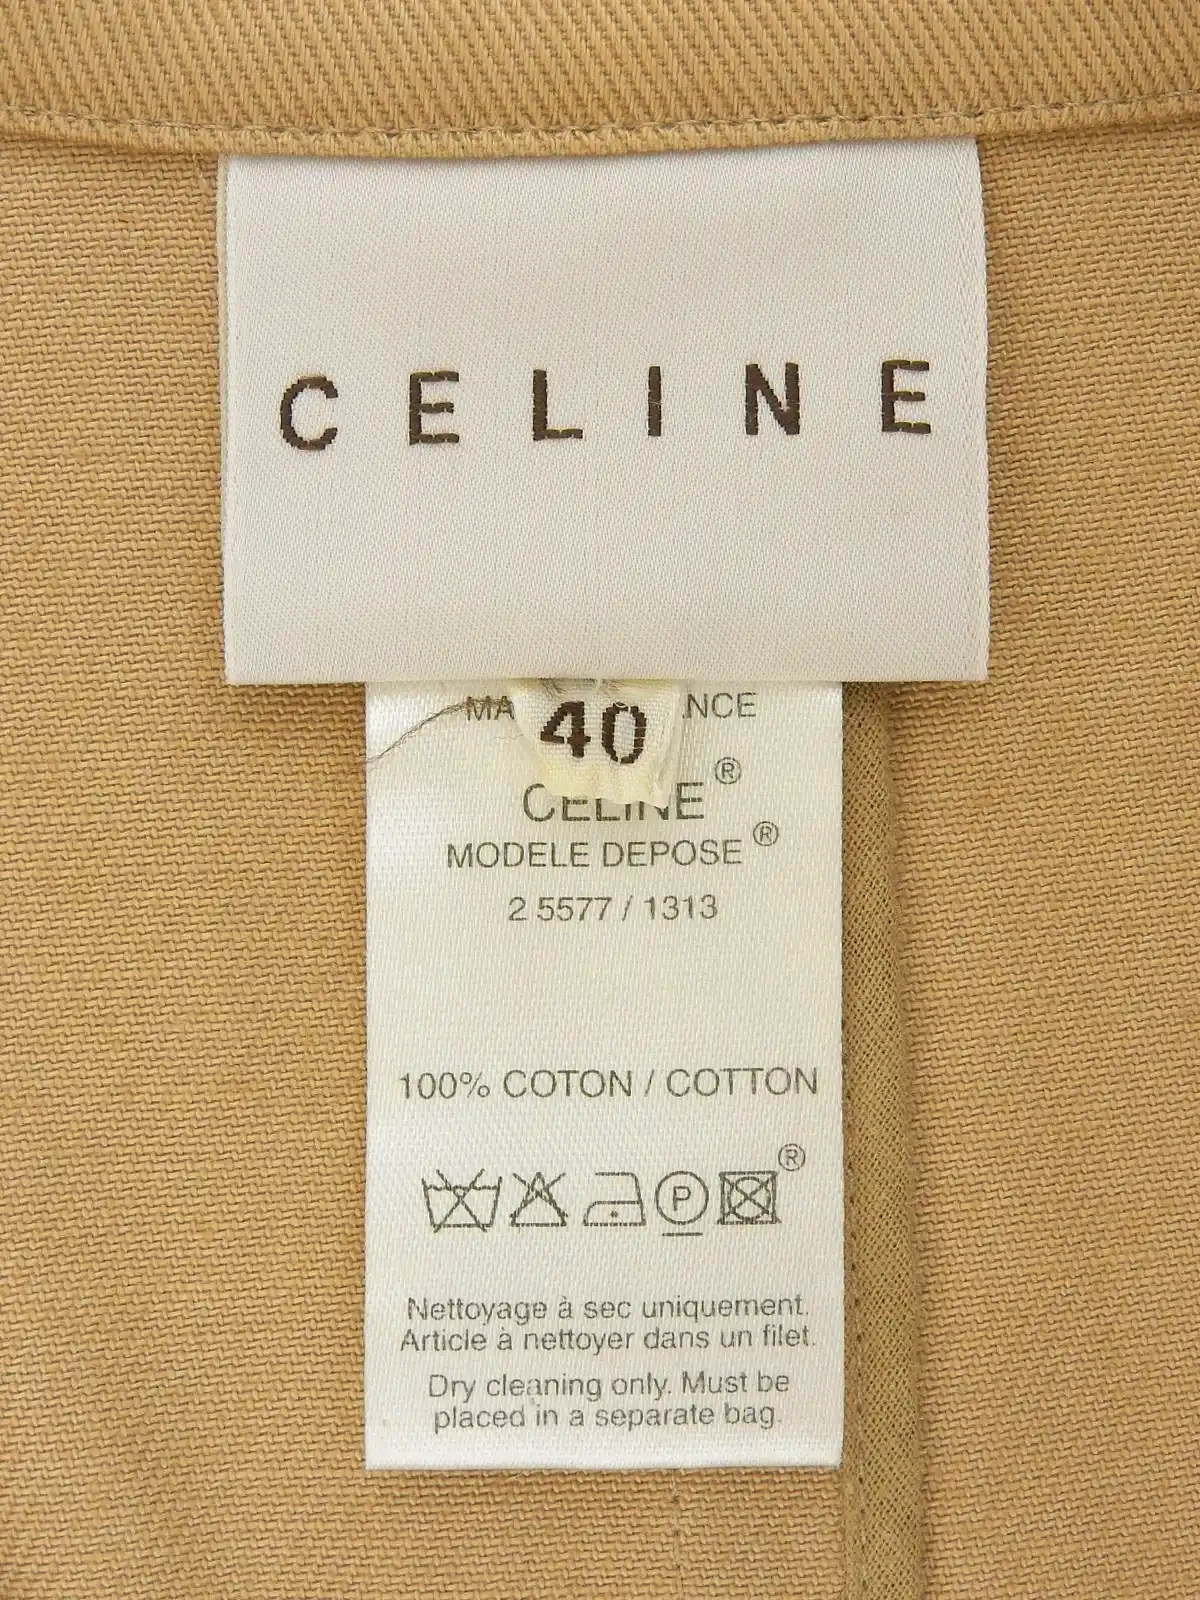 CELINE
40
CELINE®
MODELE DEPOSE®
2 5577 / 1313
100% COTON / COTTON
P ®
Nettoyage à sec uniquement.
Article à nettoyer dans un filet.
Dry cleaning only. Must be
placed in a separate bag.